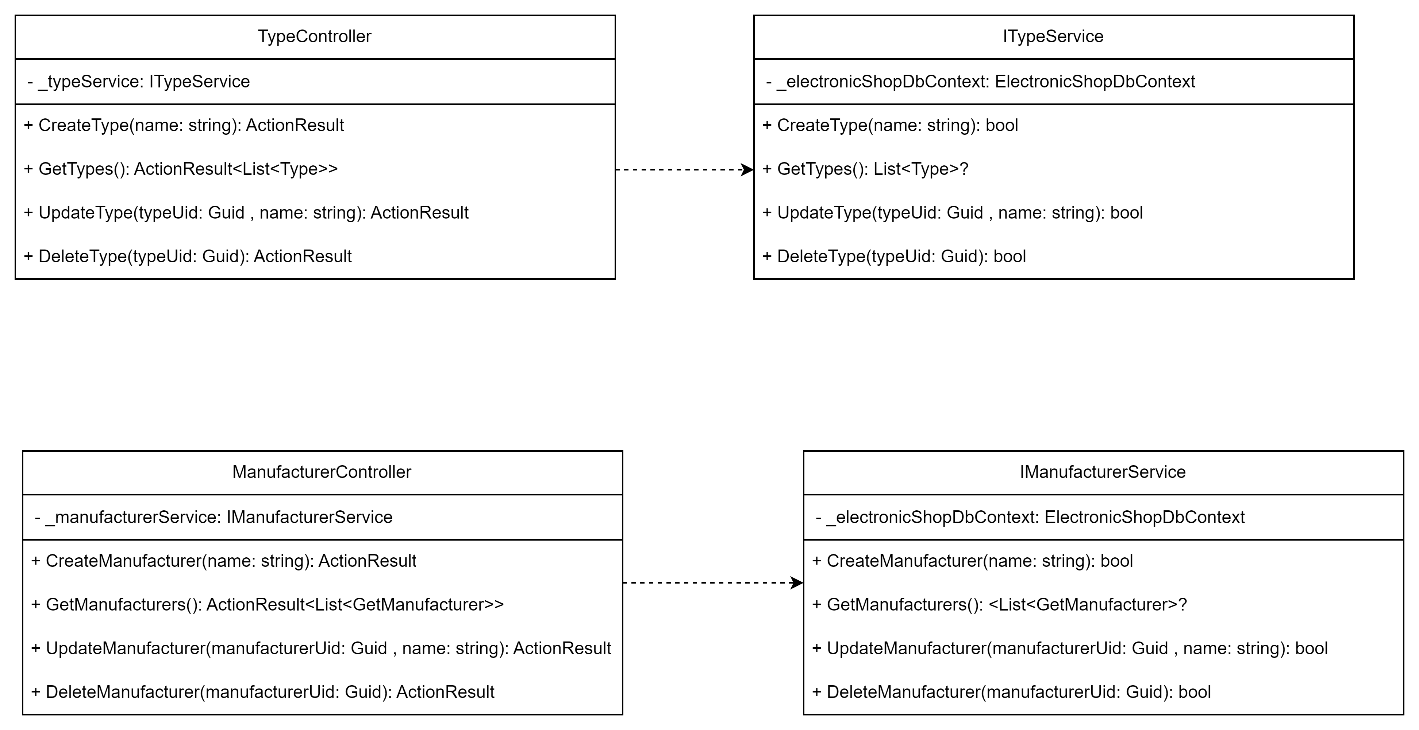 TypeController
- _typeService: ITypeService
+ CreateType(name: string): ActionResult
+ GetTypes(): ActionResult<List<Type>>
+ UpdateType(typeUid: Guid , name: string): ActionResult
+ DeleteType(typeUid: Guid): ActionResult
ITypeService
- _electronicShopDbContext: ElectronicShopDbContext
+ CreateType(name: string): bool
+ GetTypes(): List<Type>?
+ UpdateType(typeUid: Guid , name: string): bool
+ DeleteType(typeUid: Guid): bool
ManufacturerController
- _manufacturerService: IManufacturerService
+ CreateManufacturer(name: string): ActionResult
+ GetManufacturers(): ActionResult<List<GetManufacturer>>
+ UpdateManufacturer(manufacturerUid: Guid , name: string): ActionResult
+ DeleteManufacturer(manufacturerUid: Guid): ActionResult
IManufacturerService
- _electronicShopDbContext: ElectronicShopDbContext
+ CreateManufacturer(name: string): bool
+ GetManufacturers(): <List<GetManufacturer>?
+ UpdateManufacturer(manufacturerUid: Guid , name: string): bool
+ DeleteManufacturer(manufacturerUid: Guid): bool